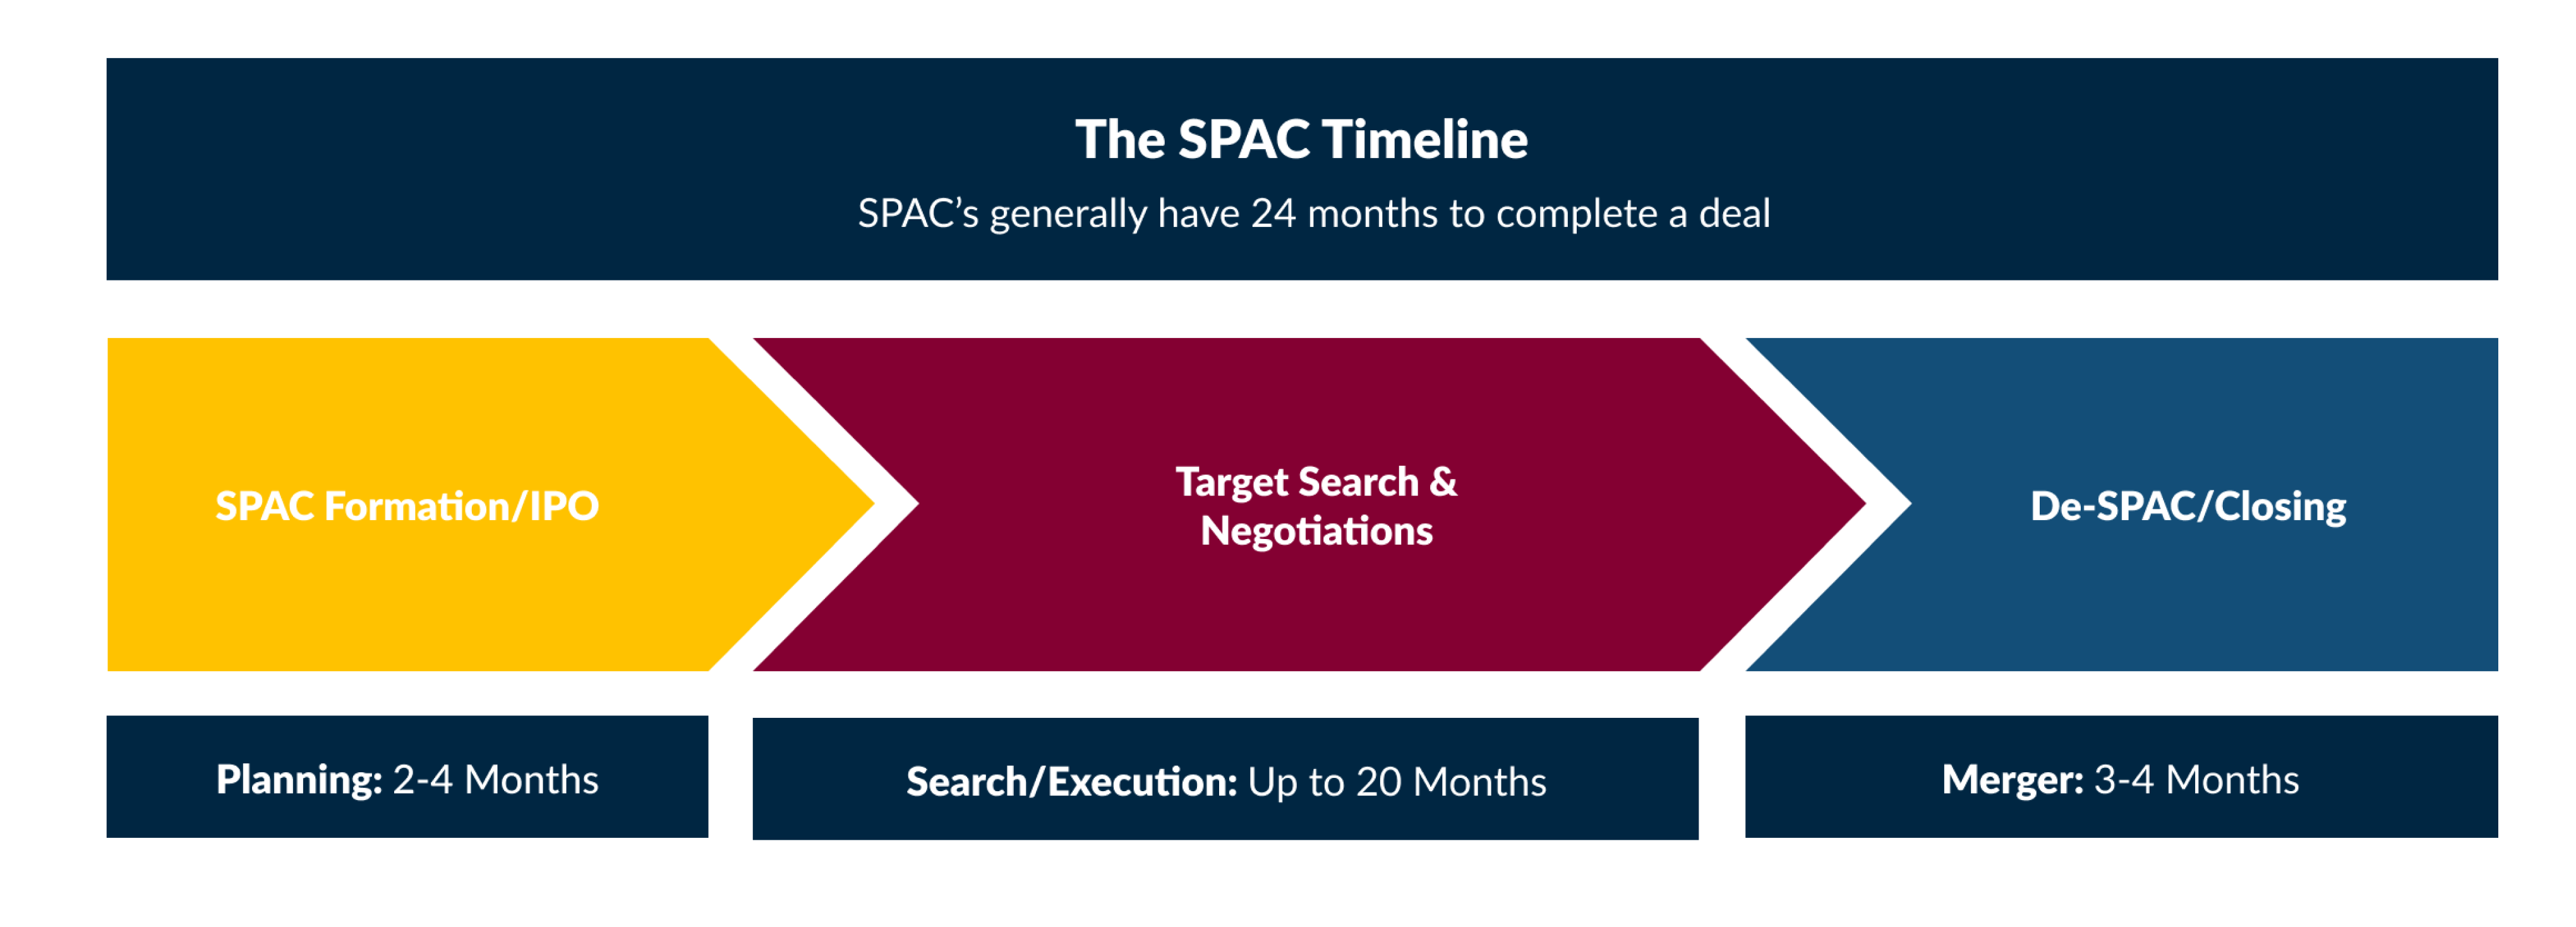 The SPAC Timeline
SPAC’s generally have 24 months to complete a deal
SPAC Formation/IPO
Target Search &
Negotiations
De-SPAC/Closing
Planning: 2-4 Months
Search/Execution: Up to 20 Months
Merger: 3-4 Months